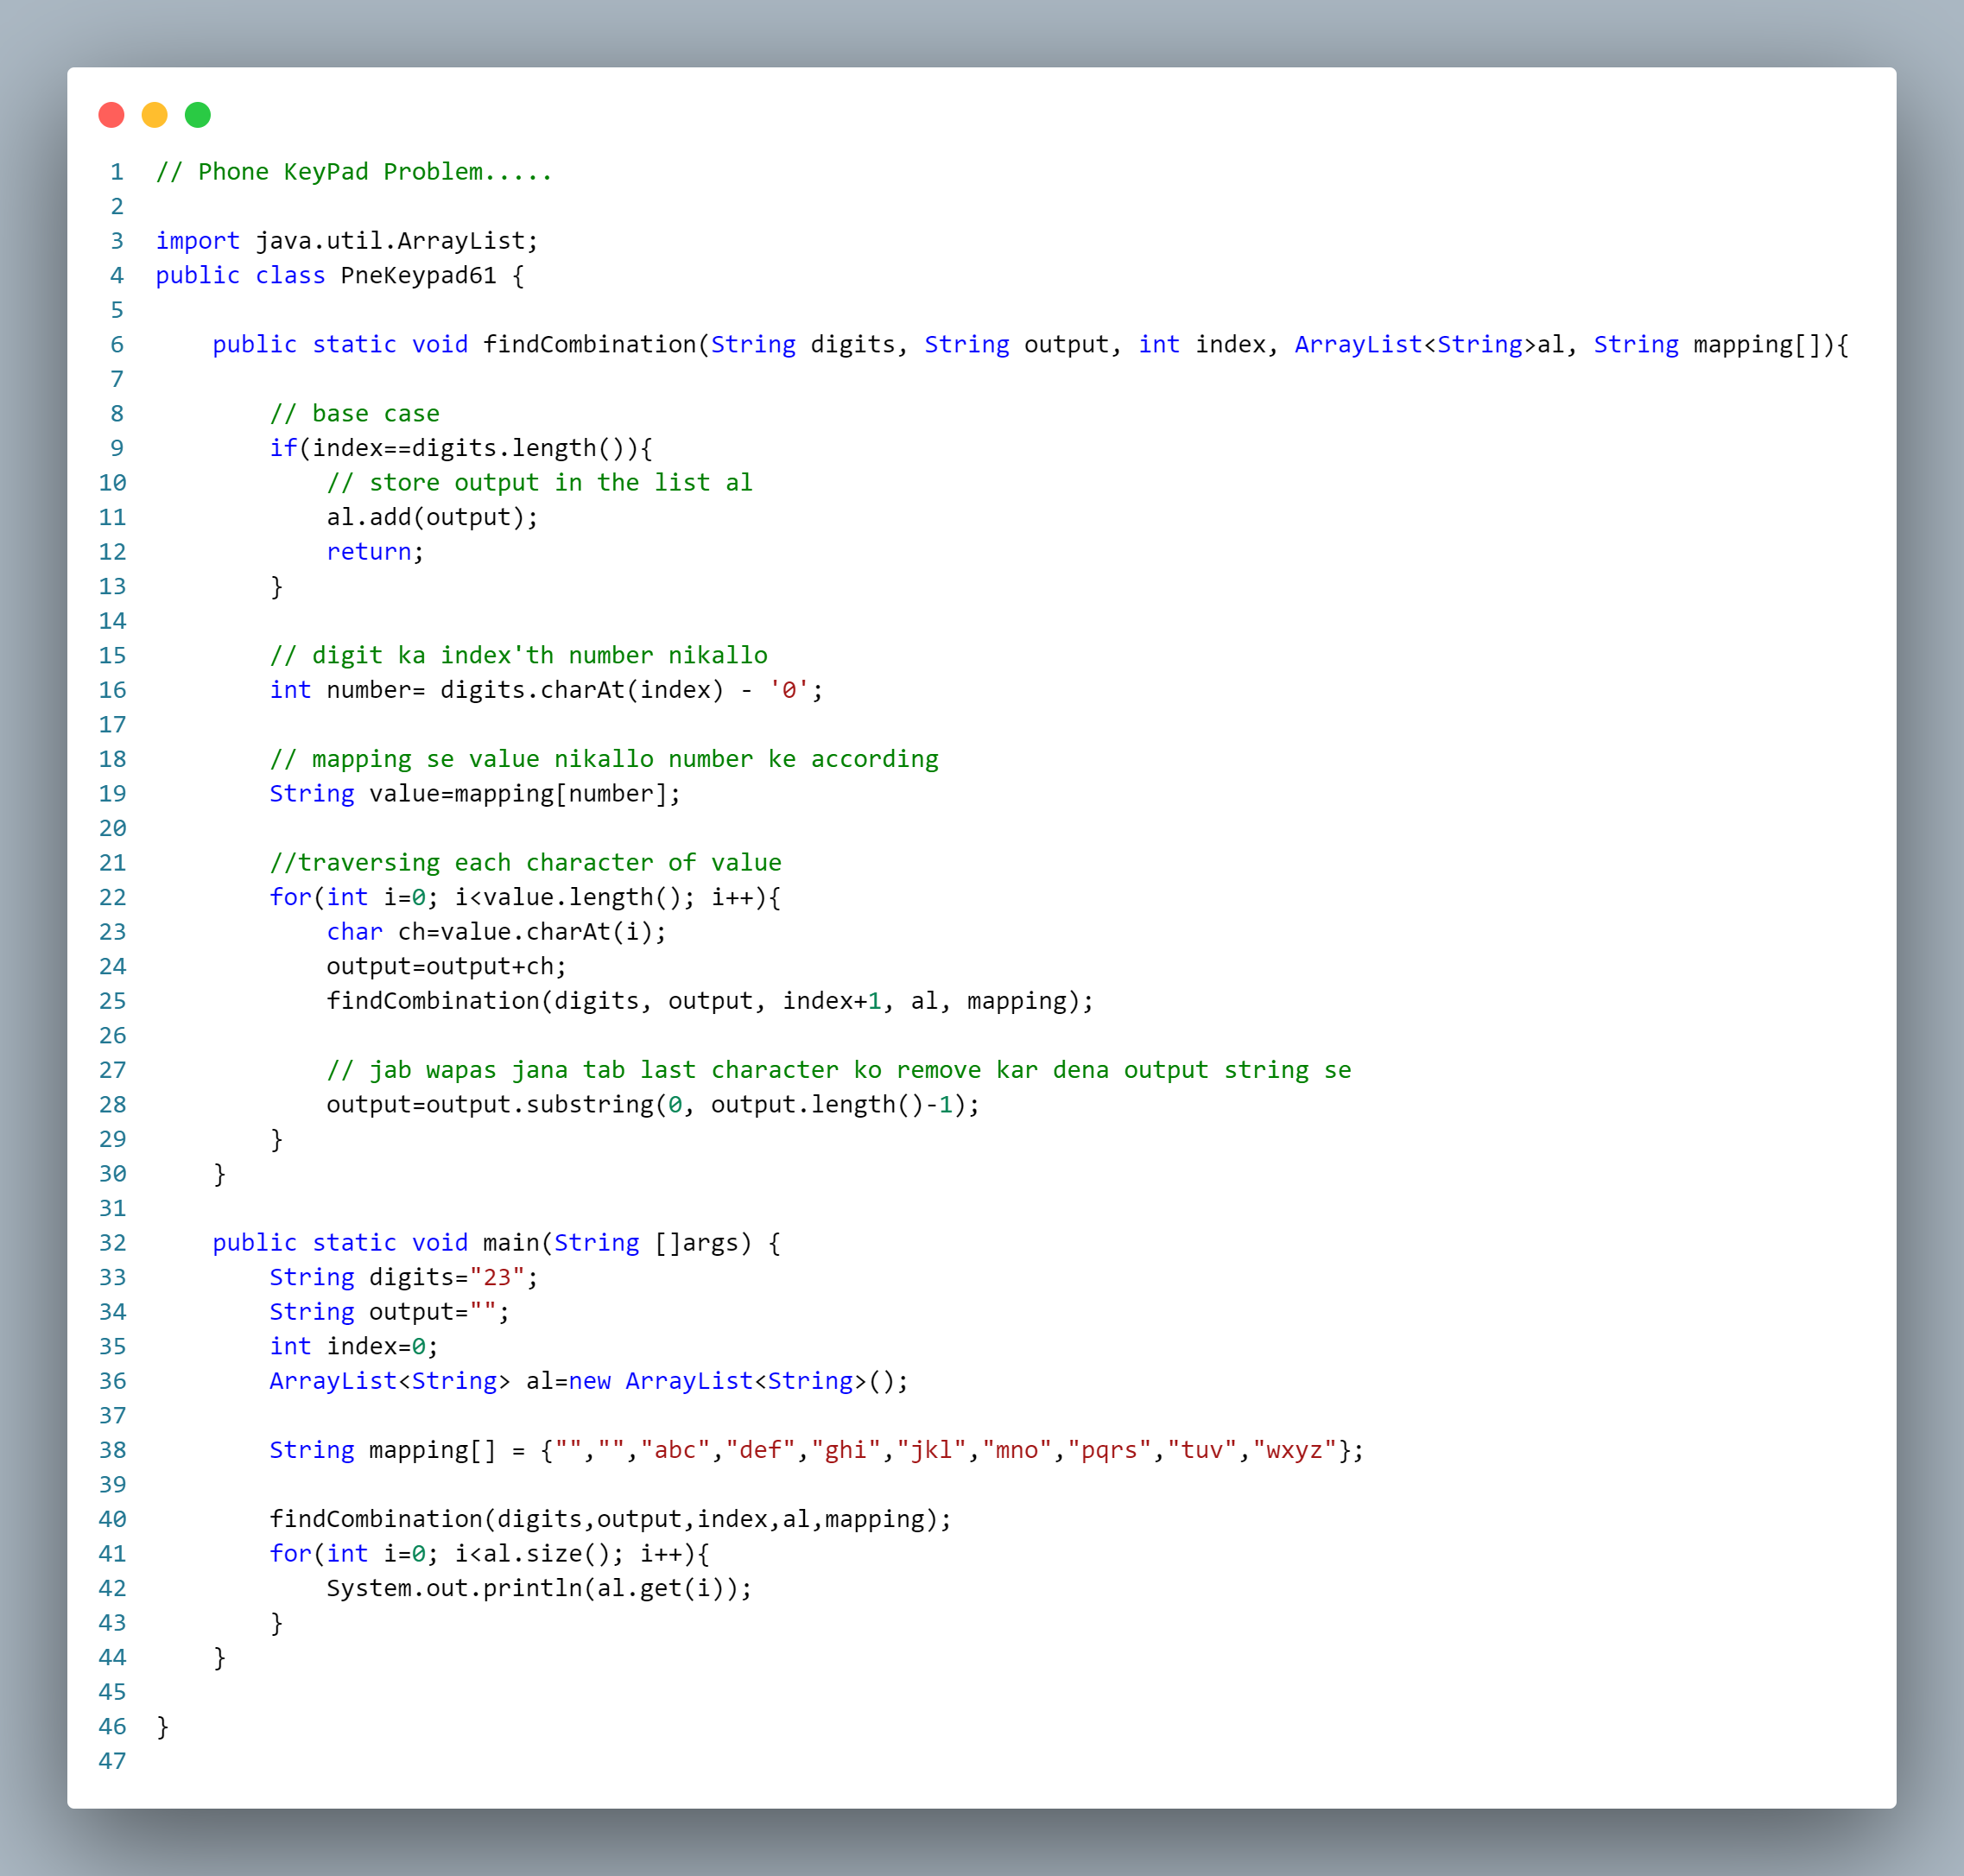 1 // Phone KeyPad Problem.....
2
3 import java.util.ArrayList;
4 public class PneKeypad61 {
5
6     public static void findCombination(String digits, String output, int index, ArrayList<String>al, String mapping[]){
7
8         // base case
9         if(index==digits.length()){
10             // store output in the list al
11             al.add(output);
12             return;
13         }
14
15         // digit ka index'th number nikallo
16         int number= digits.charAt(index) - '0';
17
18         // mapping se value nikallo number ke according
19         String value=mapping[number];
20
21         //traversing each character of value
22         for(int i=0; i<value.length(); i++){
23             char ch=value.charAt(i);
24             output=output+ch;
25             findCombination(digits, output, index+1, al, mapping);
26
27             // jab wapas jana tab last character ko remove kar dena output string se
28             output=output.substring(0, output.length()-1);
29         }
30     }
31
32     public static void main(String []args) {
33         String digits="23";
34         String output="";
35         int index=0;
36         ArrayList<String> al=new ArrayList<String>();
37
38         String mapping[] = {"","","abc","def","ghi","jkl","mno","pqrs","tuv","wxyz"};
39
40         findCombination(digits,output,index,al,mapping);
41         for(int i=0; i<al.size(); i++){
42             System.out.println(al.get(i));
43         }
44     }
45
46 }
47